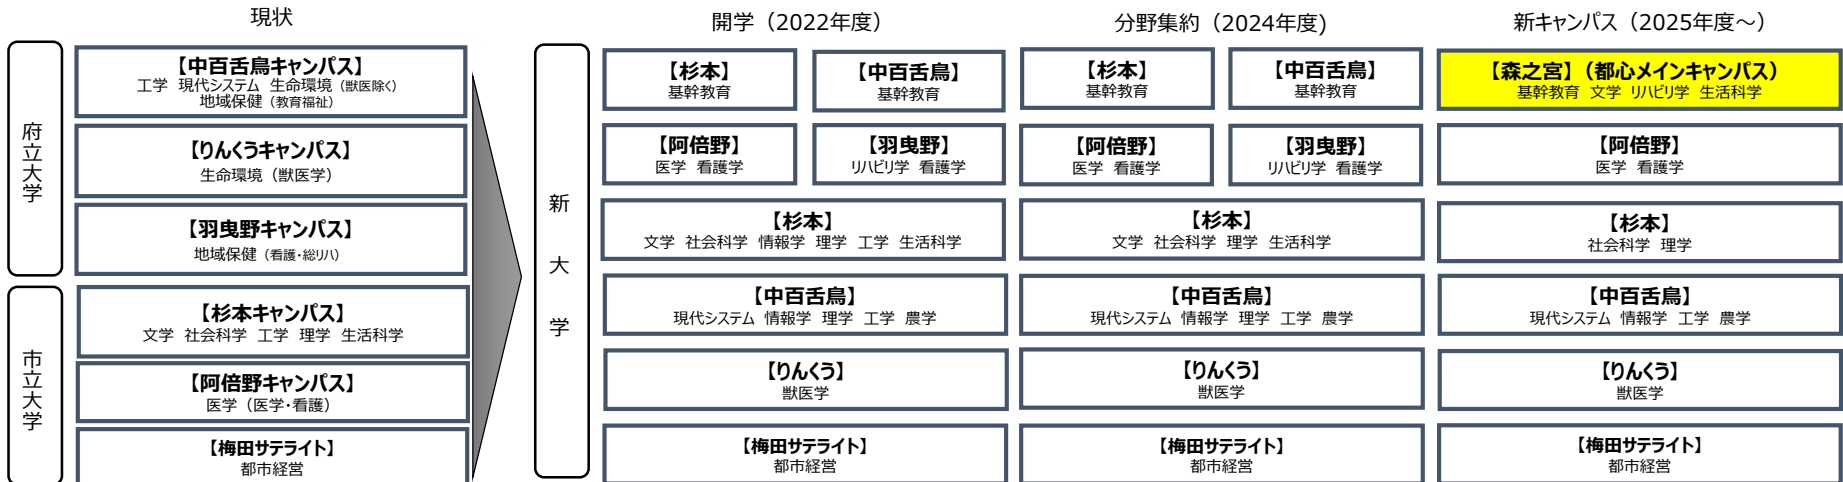 現状
府立大学
【中百舌鳥キャンパス】
工学 現代システム 生命環境（獣医除く）
地域保健（教育福祉）
【りんくうキャンパス】
生命環境（獣医学）
【羽曳野キャンパス】
地域保健（看護・総リハ）
市立大学
【杉本キャンパス】
文学 社会科学 工学 理学 生活科学
【阿倍野キャンパス】
医学（医学・看護）
【梅田サテライト】
都市経営
新大学
開学（2022年度）
【杉本】
基幹教育
【中百舌鳥】
基幹教育
【阿倍野】
医学 看護学
【羽曳野】
リハビリ学 看護学
【杉本】
文学 社会科学 情報学 理学 工学 生活科学
【中百舌鳥】
現代システム 情報学 理学 工学 農学
【りんくう】
獣医学
【梅田サテライト】
都市経営
分野集約（2024年度)
【杉本】
基幹教育
【中百舌鳥】
基幹教育
【阿倍野】
医学 看護学
【羽曳野】
リハビリ学 看護学
【杉本】
文学 社会科学 理学 生活科学
【中百舌鳥】
現代システム 情報学 理学 工学 農学
【りんくう】
獣医学
【梅田サテライト】
都市経営
新キャンパス（2025年度～）
【森之宮】（都心メインキャンパス）
基幹教育 文学 リハビリ学 生活科学
【阿倍野】
医学 看護学
【杉本】
社会科学 理学
【中百舌鳥】
現代システム 情報学 工学 農学
【りんくう】
獣医学
【梅田サテライト】
都市経営